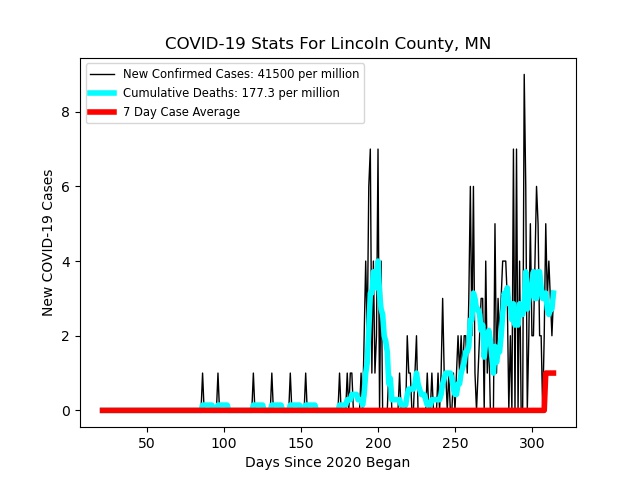 COVID-19 Stats For Lincoln County, MN
New Confirmed Cases: 41500 per million
Cumulative Deaths: 177.3 per million
7 Day Case Average
New COVID-19 Cases
8
6
4
2
0
50 100 150 200 250 300
Days Since 2020 Began